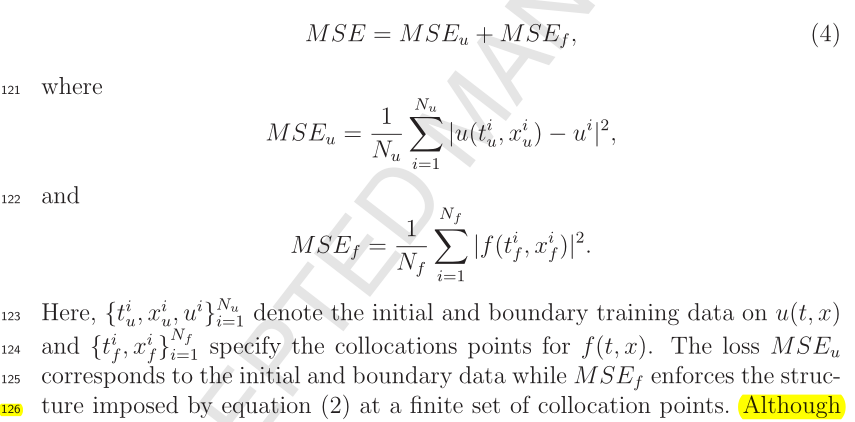 MSE = MSE_u + MSE_f, (4)
121 where
MSE_u = \frac{1}{N_u} \sum_{i=1}^{N_u} |u(t_u^i, x_u^i) − u^i|^2,
122 and
MSE_f = \frac{1}{N_f} \sum_{i=1}^{N_f} |f(t_f^i, x_f^i)|^2.
123 Here, {t_u^i, x_u^i, u^i}_{i=1}^{N_u} denote the initial and boundary training data on u(t, x)
124 and {t_f^i, x_f^i}_{i=1}^{N_f} specify the collocations points for f(t, x). The loss MSE_u
125 corresponds to the initial and boundary data while MSE_f enforces the struc-
126 ture imposed by equation (2) at a finite set of collocation points. Although